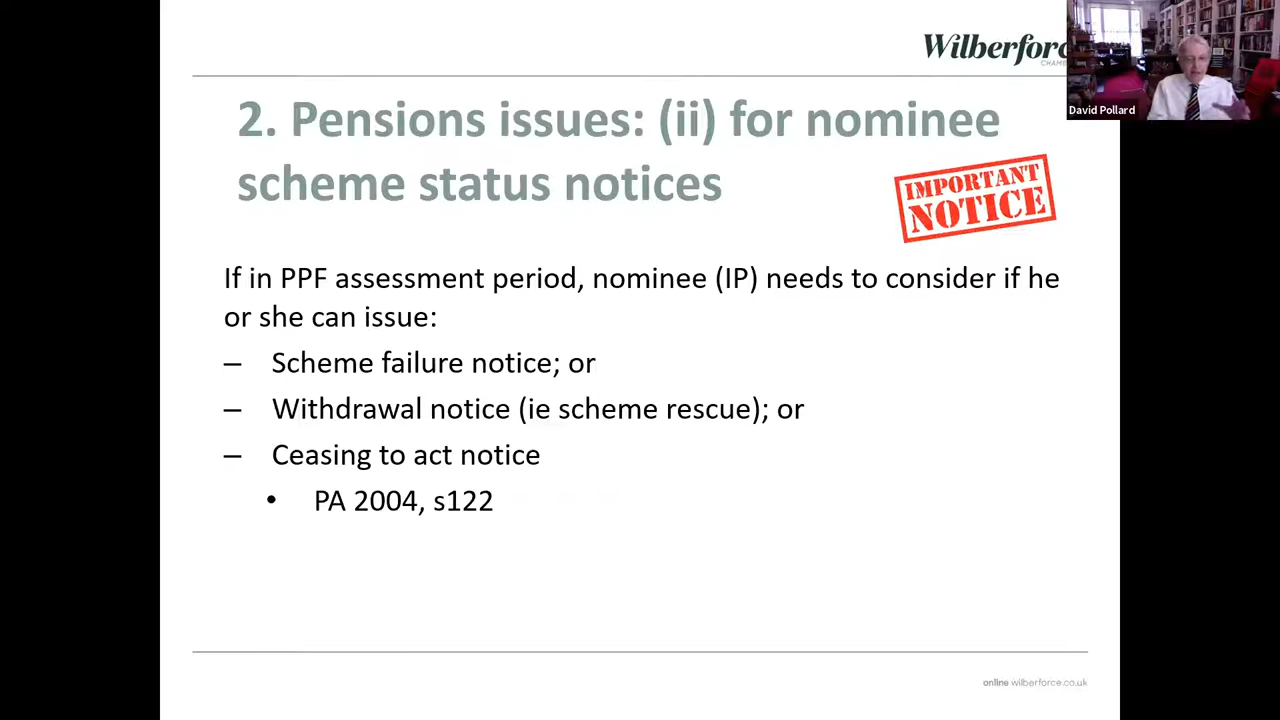 Wilberforce
CHAM
David Pollard
2. Pensions issues: (ii) for nominee
scheme status notices
IMPORTANT
NOTICE
If in PPF assessment period, nominee (IP) needs to consider if he
or she can issue:
– Scheme failure notice; or
– Withdrawal notice (ie scheme rescue); or
– Ceasing to act notice
• PA 2004, s122
online.wilberforce.co.uk